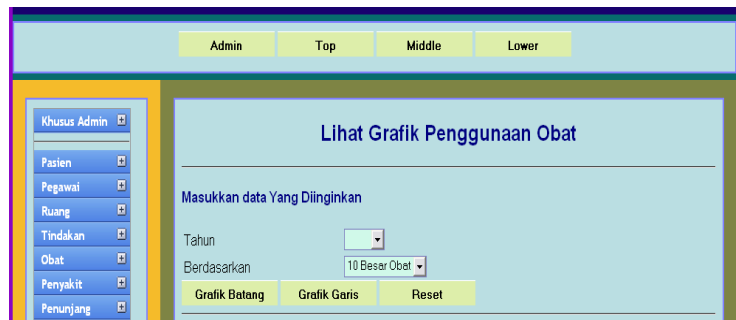 Admin Top Middle Lower
Khusus Admin
Pasien
Pegawai
Ruang
Tindakan
Obat
Penyakit
Penunjang
Lihat Grafik Penggunaan Obat
Masukkan data Yang Diinginkan
Tahun
Berdasarkan 10 Besar Obat
Grafik Batang Grafik Garis Reset